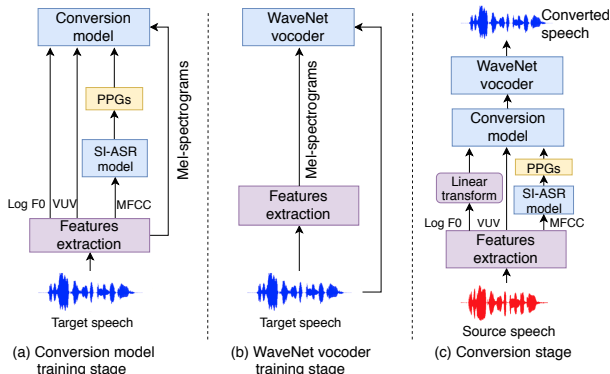 Conversion
model
PPGs
SI-ASR
model
Mel-spectrograms
Log F0
VUV
MFCC
Features
extraction
Target speech
(a) Conversion model
training stage
WaveNet
vocoder
Mel-spectrograms
Features
extraction
Target speech
(b) WaveNet vocoder
training stage
Converted
speech
WaveNet
vocoder
Conversion
model
PPGs
Linear
transform
SI-ASR
model
Log F0
VUV
MFCC
Features
extraction
Source speech
(c) Conversion stage